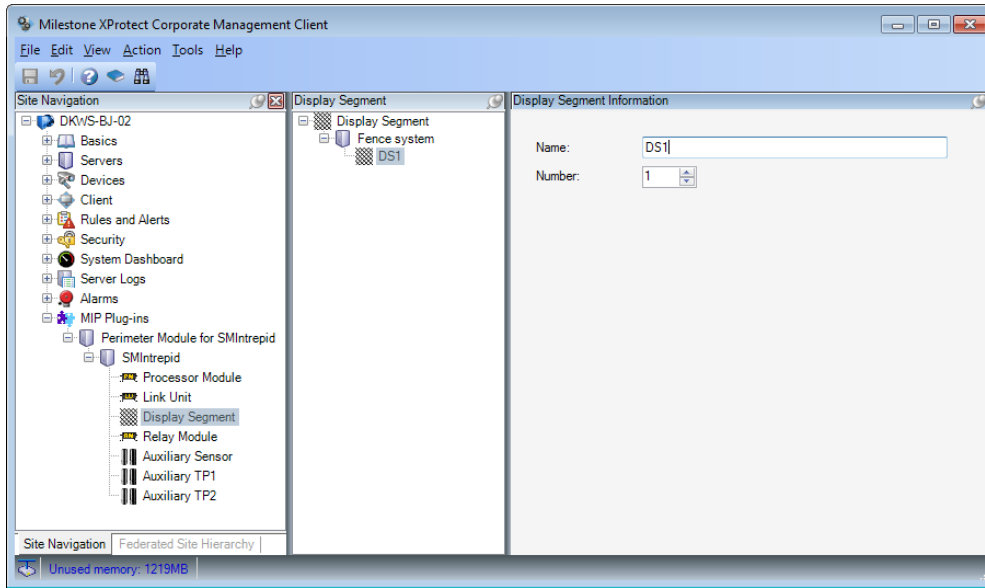 Milestone XProtect Corporate Management Client
File Edit View Action Tools Help
Site Navigation
DKWS-BJ-02
Basics
Servers
Devices
Client
Rules and Alerts
Security
System Dashboard
Server Logs
Alarms
MIP Plug-ins
Perimeter Module for SMIntrepid
SMIntrepid
Processor Module
Link Unit
Display Segment
Relay Module
Auxiliary Sensor
Auxiliary TP1
Auxiliary TP2
Site Navigation Federated Site Hierarchy
Display Segment
Display Segment
Fence system
DS1
Display Segment Information
Name: DS1
Number: 1
Unused memory: 1219MB